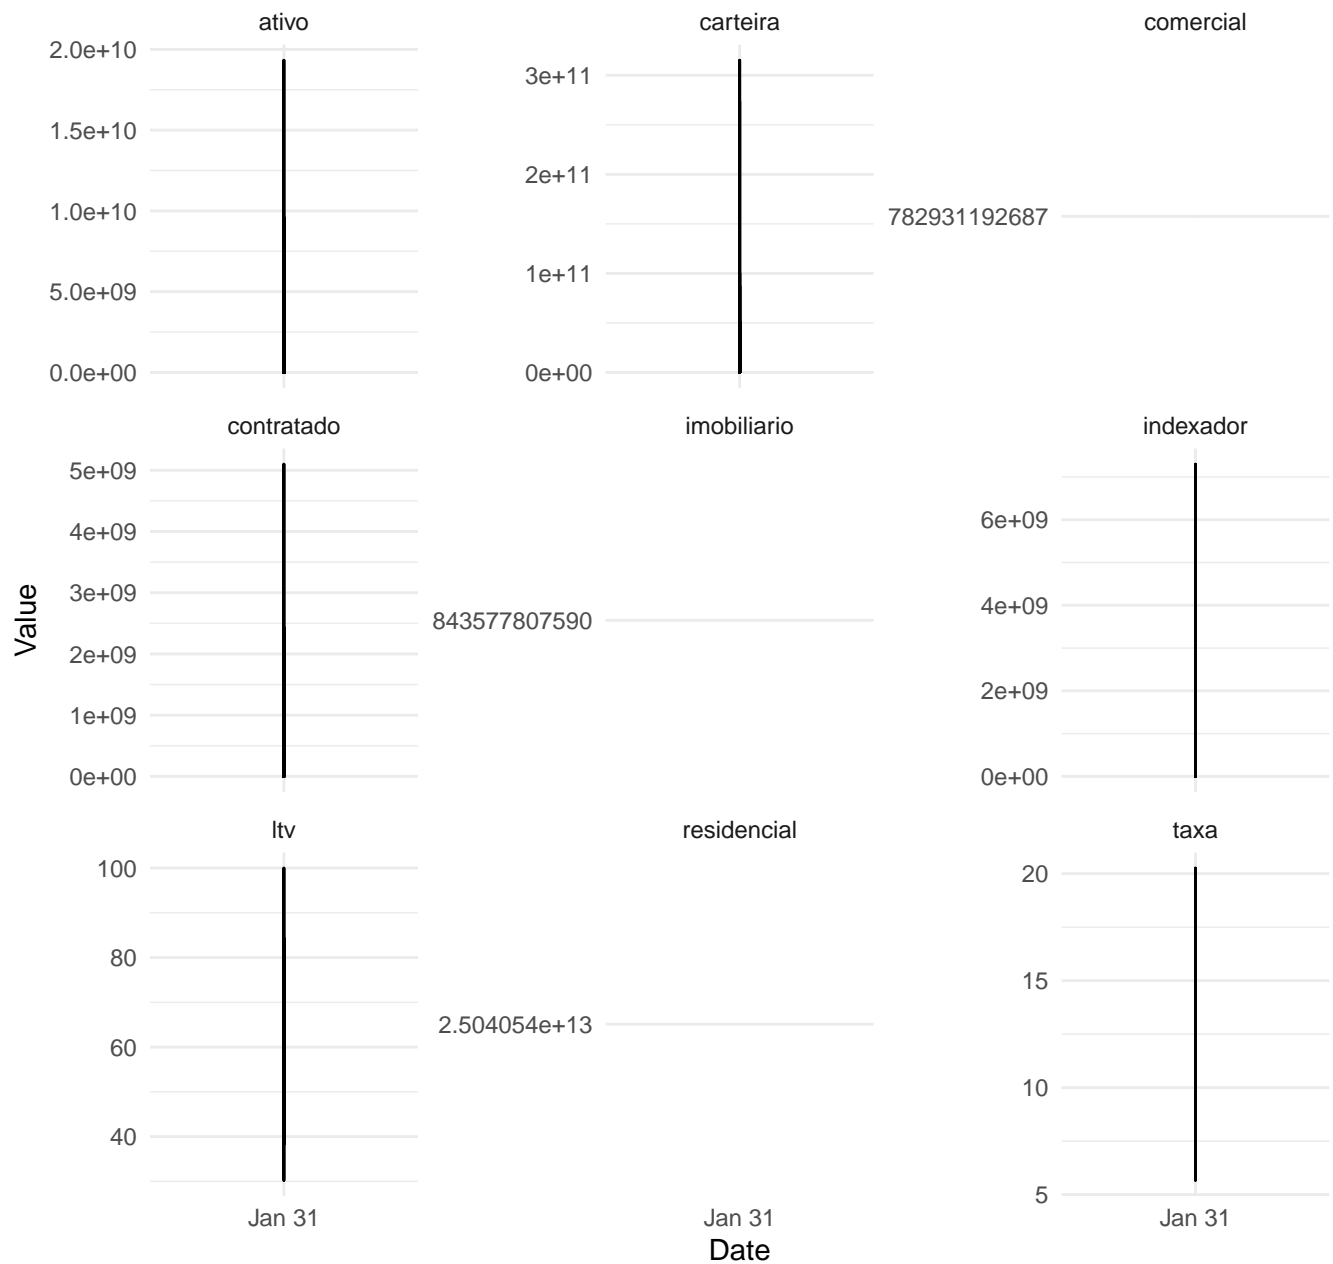 ativo
carteira
comercial
2.0e+10
1.5e+10
1.0e+10
5.0e+09
0.0e+00
3e+11
2e+11
1e+11
0e+00
782931192687
contratado
imobiliario
indexador
5e+09
4e+09
3e+09
2e+09
1e+09
0e+00
843577807590
6e+09
4e+09
2e+09
0e+00
Value
ltv
residencial
taxa
100
80
60
40
2.504054e+13
20
15
10
5
Jan 31
Jan 31
Jan 31
Date